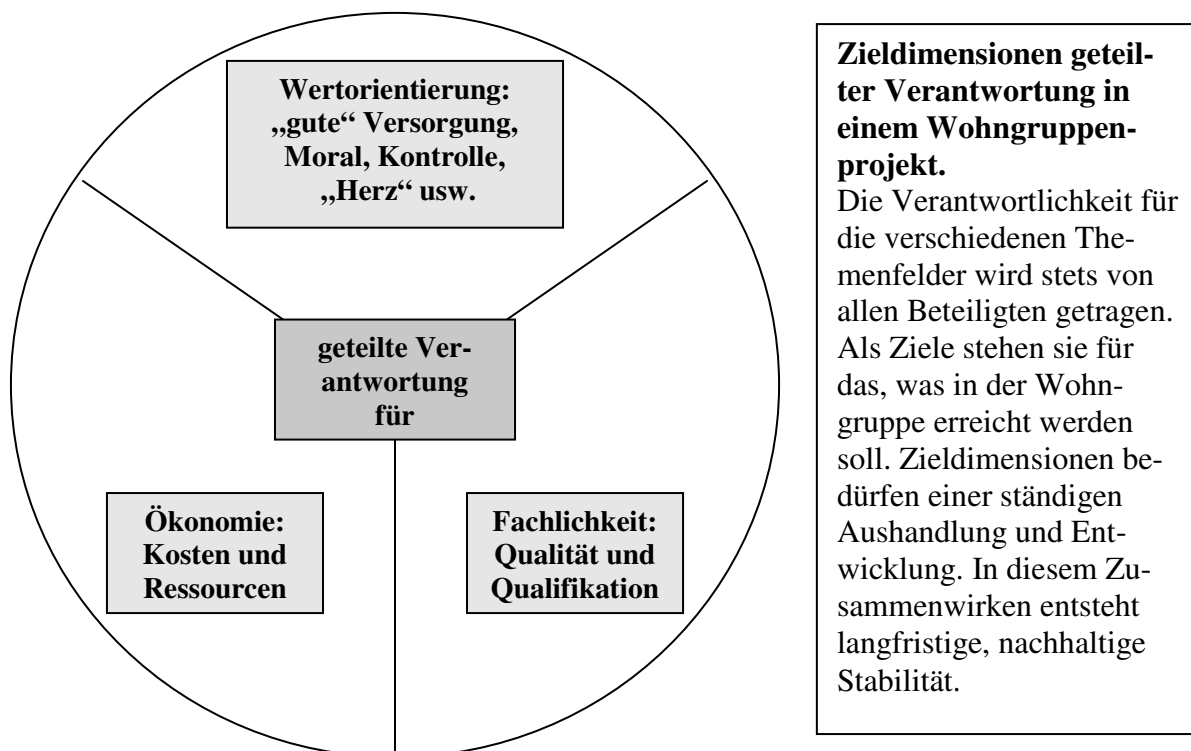 Wertorientierung:
„gute“ Versorgung,
Moral, Kontrolle,
„Herz“ usw.
geteilte Ver-
antwortung
für
Ökonomie:
Kosten und
Ressourcen
Fachlichkeit:
Qualität und
Qualifikation
Zieldimensionen geteil-
ter Verantwortung in
einem Wohngruppen-
projekt.
Die Verantwortlichkeit für
die verschiedenen The-
menfelder wird stets von
allen Beteiligten getragen.
Als Ziele stehen sie für
das, was in der Wohn-
gruppe erreicht werden
soll. Zieldimensionen be-
dürfen einer ständigen
Aushandlung und Ent-
wicklung. In diesem Zu-
sammenwirken entsteht
langfristige, nachhaltige
Stabilität.